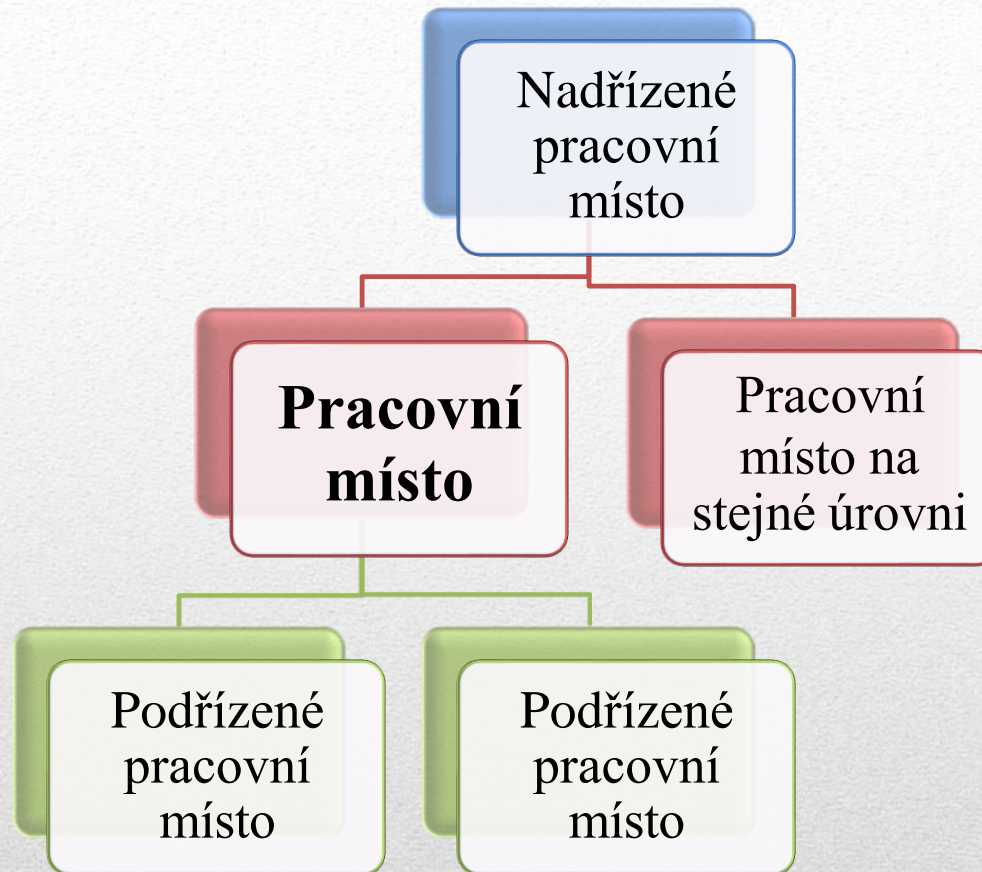 Nadřízené
pracovní
místo
Pracovní
místo
Pracovní
místo na
stejné úrovni
Podřízené
pracovní
místo
Podřízené
pracovní
místo